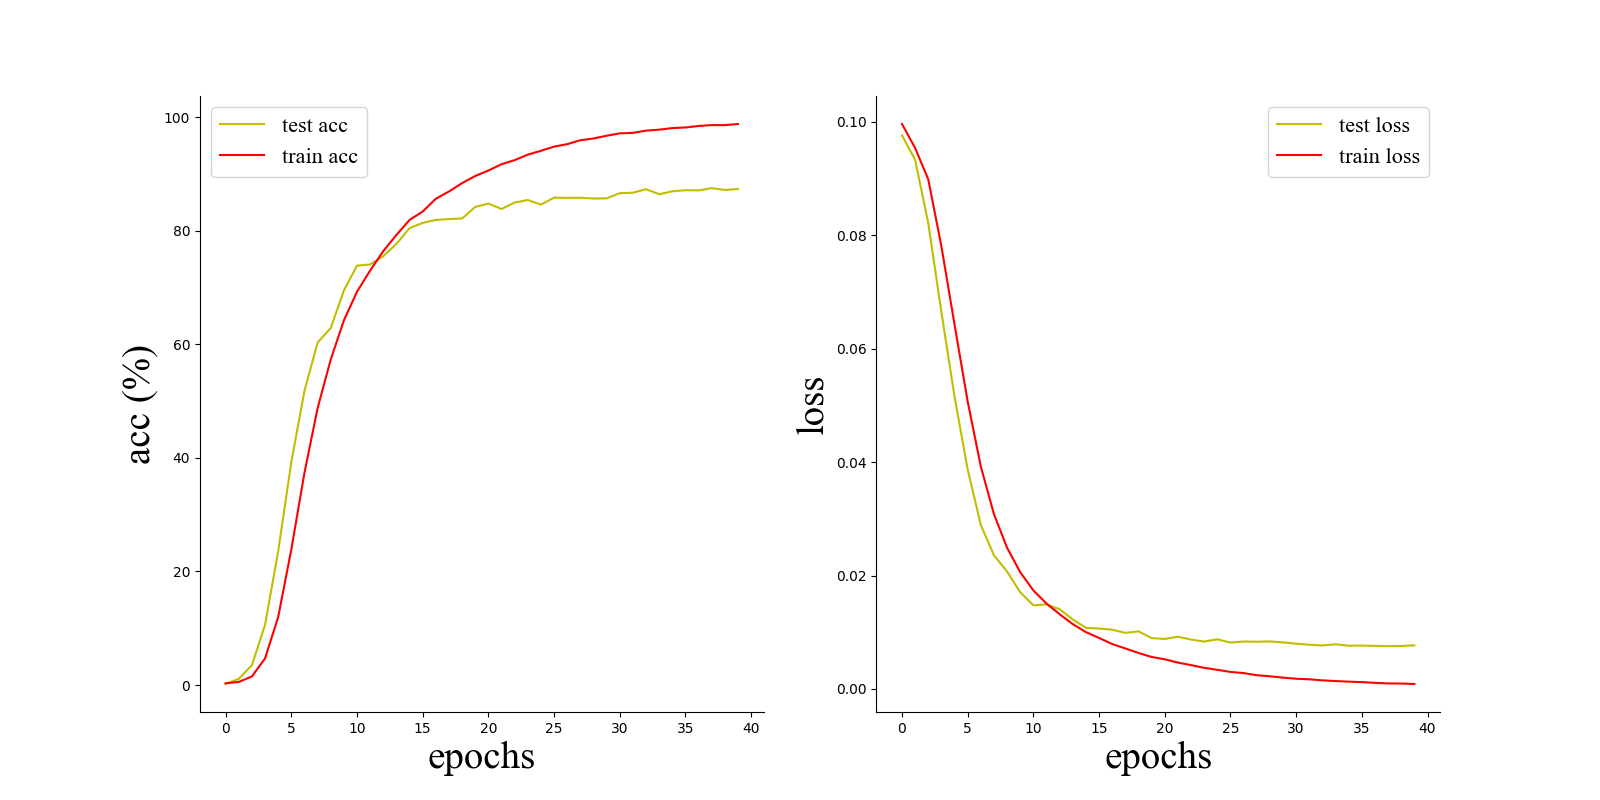 test acc
train acc
100
80
60
40
20
0
acc (%)
0 5 10 15 20 25 30 35 40
epochs
test loss
train loss
0.10
0.08
0.06
0.04
0.02
0.00
loss
0 5 10 15 20 25 30 35 40
epochs